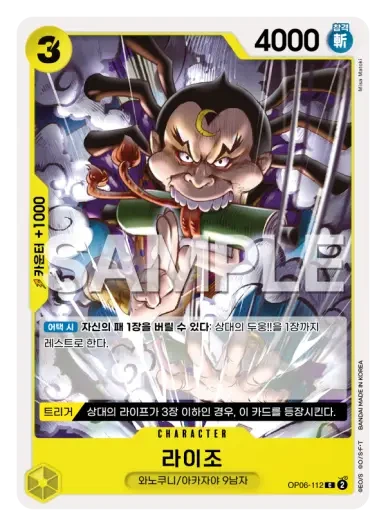 3
4000
참격
斬
Misa Matoki
카운터 +1000
SAMPLE
어택 시 자신의 패 1장을 버릴 수 있다: 상대의 두웅!!을 1장까지
레스트로 한다.
트리거 상대의 라이프가 3장 이하인 경우, 이 카드를 등장시킨다.
CHARACTER
라이조
와노쿠니/아카자야 9남자
OP06-112 C 2
BANDAI MADE IN KOREA
©E/O/S ©O/S·F·T